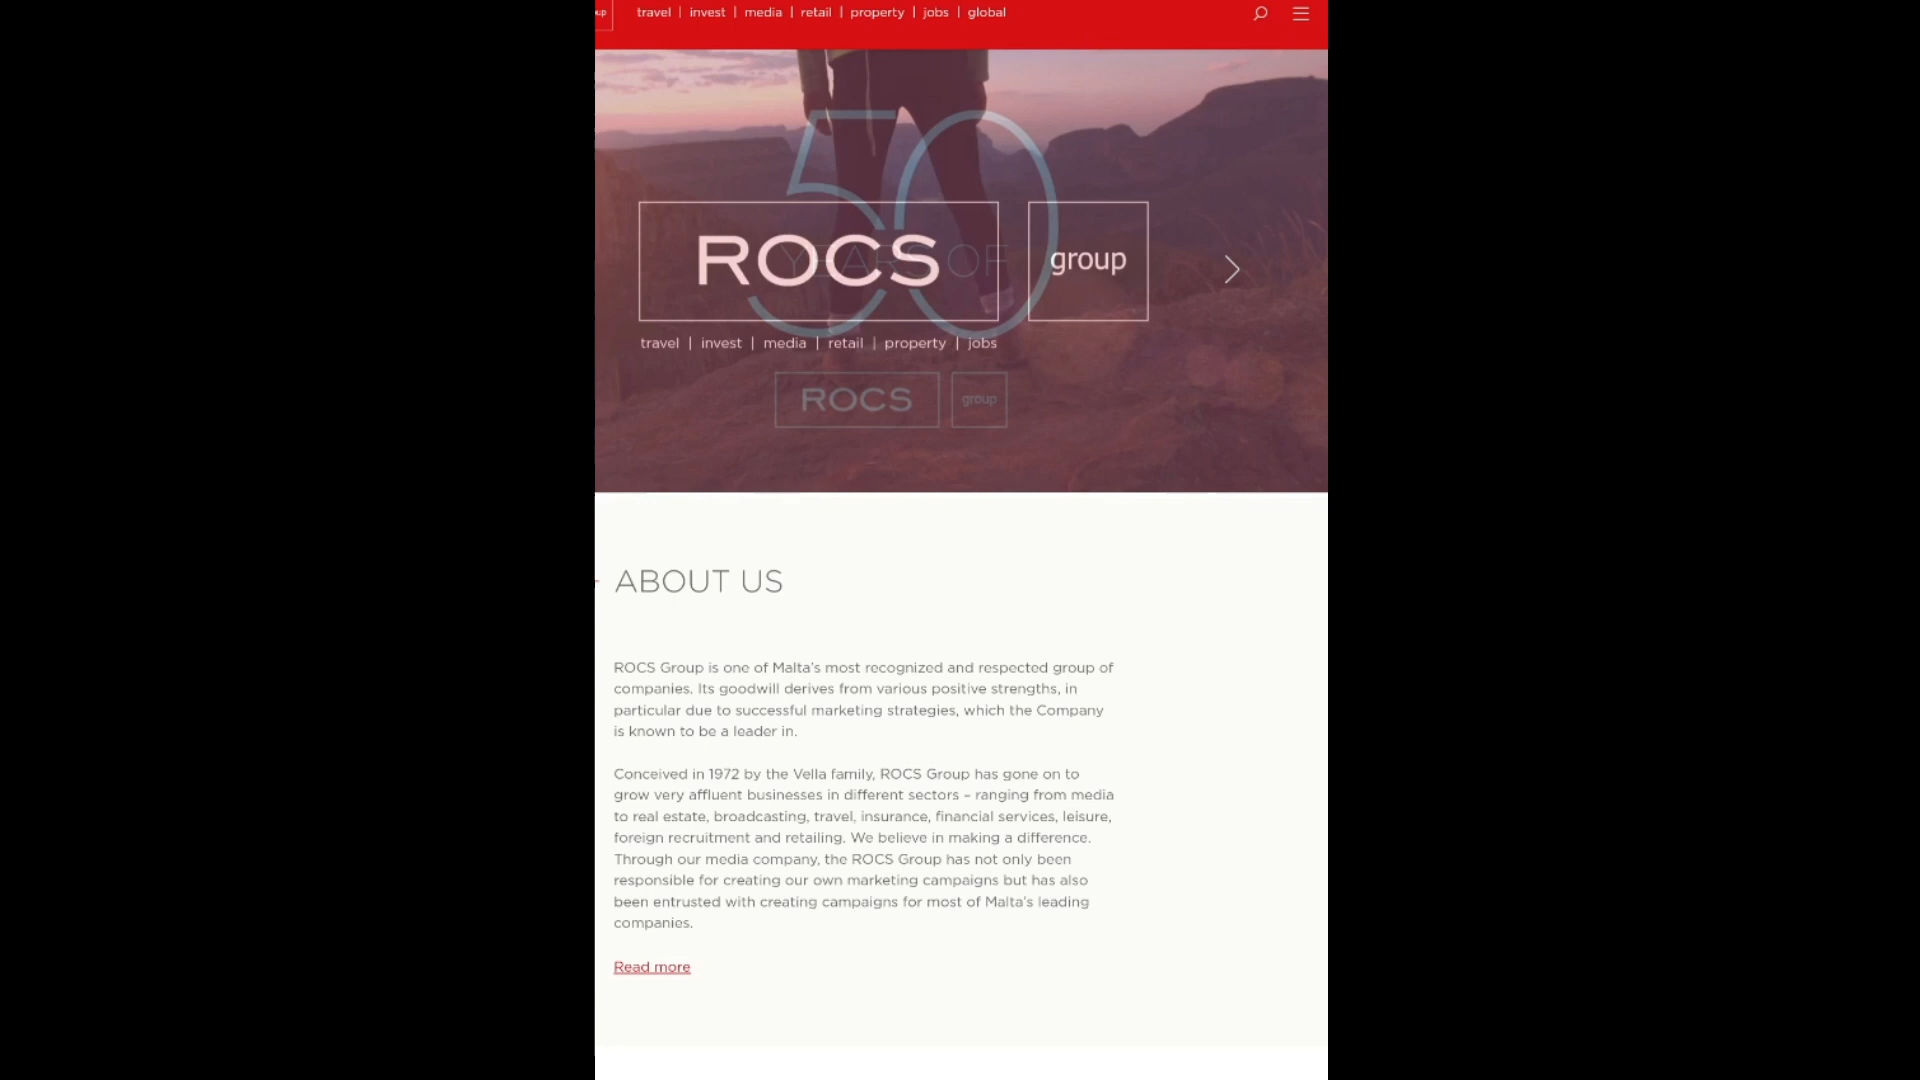 up travel | invest | media | retail | property | jobs | global
50
YEARS OF
ROCS group
travel | invest | media | retail | property | jobs
ROCS group
ABOUT US
ROCS Group is one of Malta's most recognized and respected group of
companies. Its goodwill derives from various positive strengths, in
particular due to successful marketing strategies, which the Company
is known to be a leader in.
Conceived in 1972 by the Vella family, ROCS Group has gone on to
grow very affluent businesses in different sectors – ranging from media
to real estate, broadcasting, travel, insurance, financial services, leisure,
foreign recruitment and retailing. We believe in making a difference.
Through our media company, the ROCS Group has not only been
responsible for creating our own marketing campaigns but has also
been entrusted with creating campaigns for most of Malta's leading
companies.
Read more